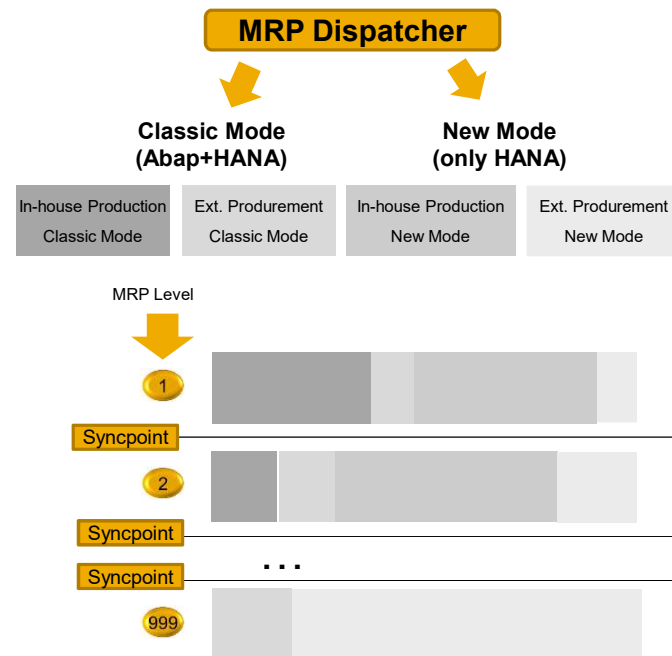 MRP Dispatcher
Classic Mode
(Abap+HANA)
New Mode
(only HANA)
In-house Production
Classic Mode
Ext. Produrement
Classic Mode
In-house Production
New Mode
Ext. Produrement
New Mode
MRP Level
1
Syncpoint
2
Syncpoint
...
Syncpoint
999